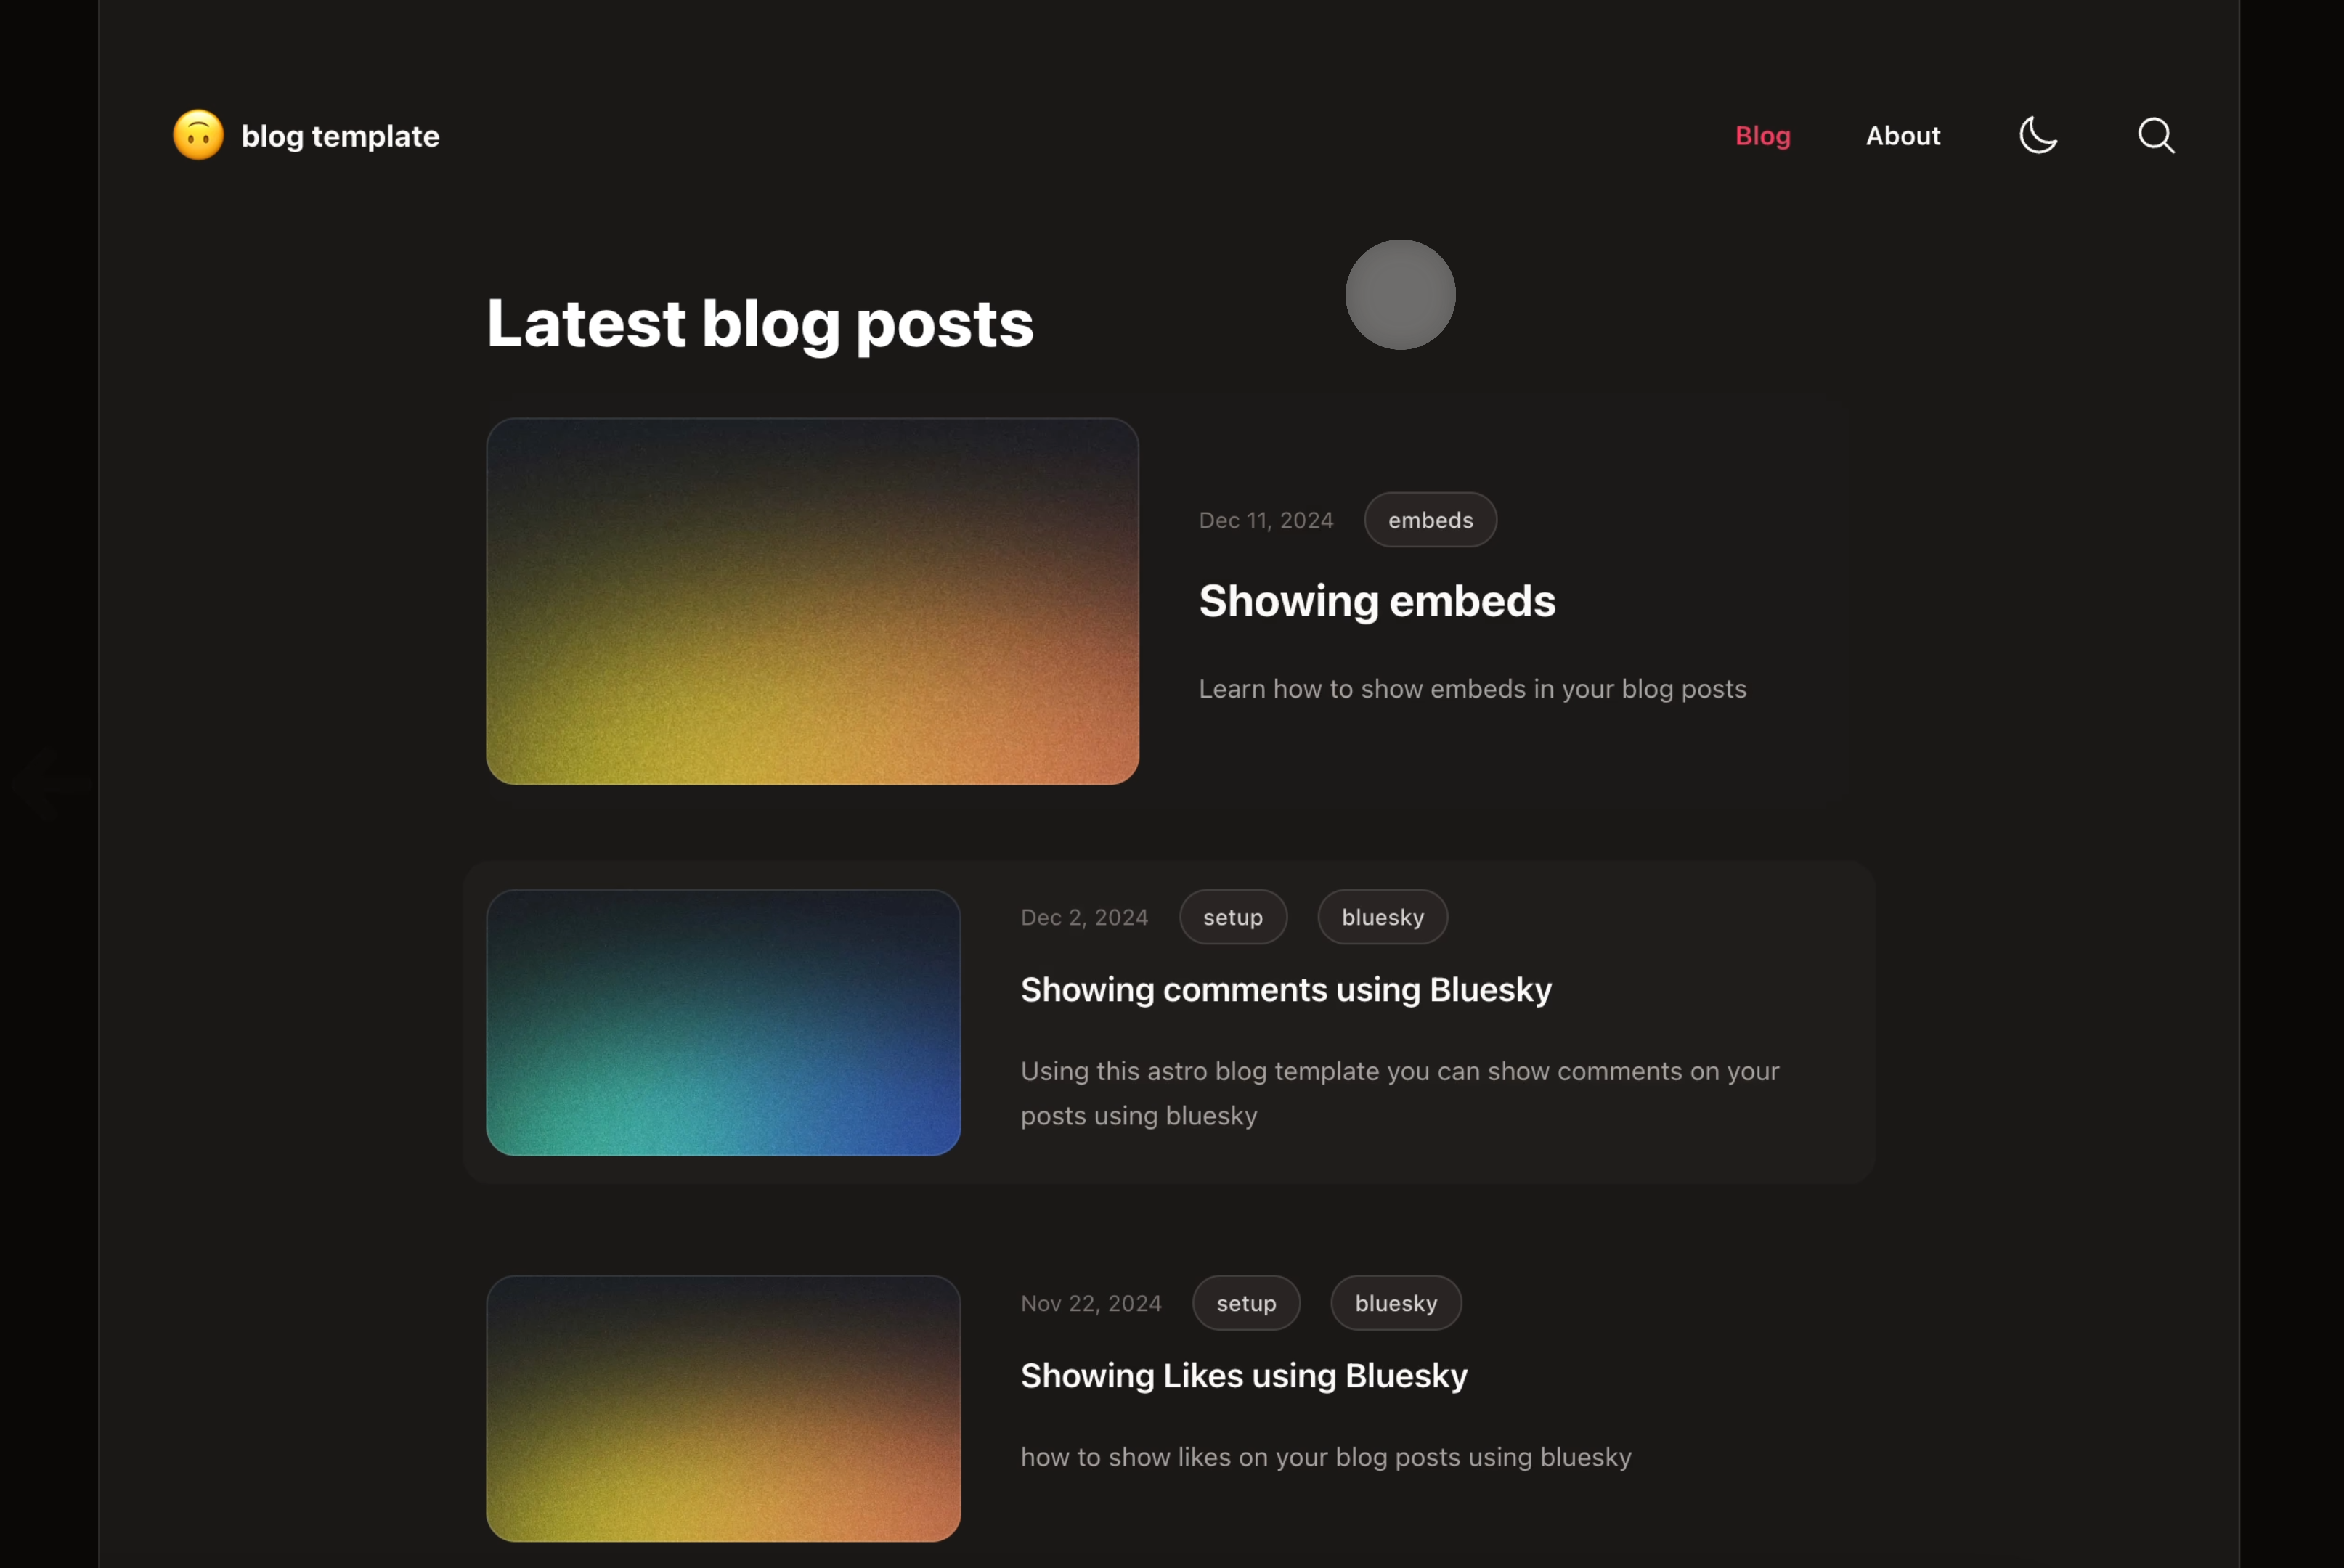 blog template
Blog
About
Latest blog posts
Dec 11, 2024
embeds
Showing embeds
Learn how to show embeds in your blog posts
Dec 2, 2024
setup
bluesky
Showing comments using Bluesky
Using this astro blog template you can show comments on your
posts using bluesky
Nov 22, 2024
setup
bluesky
Showing Likes using Bluesky
how to show likes on your blog posts using bluesky